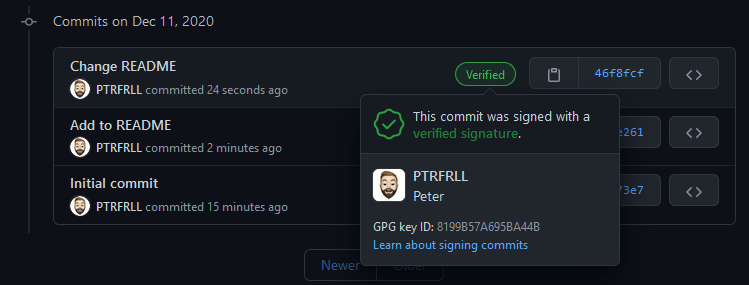 Commits on Dec 11, 2020
Change README
PTRFRLL committed 24 seconds ago
Verified
46f8fcf
This commit was signed with a
verified signature.
Add to README
PTRFRLL committed 2 minutes ago
e261
PTRFRLL
Peter
Initial commit
PTRFRLL committed 15 minutes ago
73e7
GPG key ID: 8199B57A695BA44B
Learn about signing commits
Newer
Older